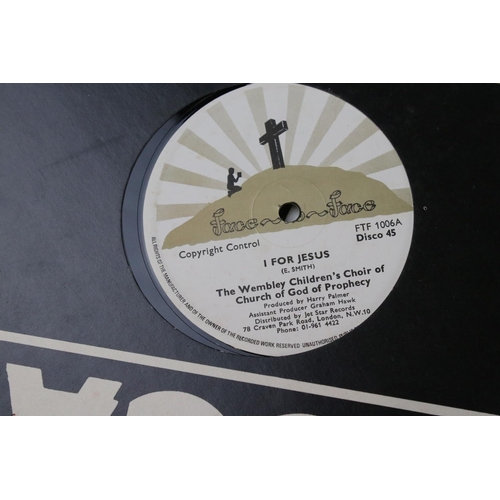 Face-to-Face
Copyright Control
FTF 1006A
Disco 45
I FOR JESUS
(E. SMITH)
The Wembley Children's Choir of
Church of God of Prophecy
Produced by Harry Palmer
Assistant Producer Graham Hawk
Distributed by Jet Star Records
78 Craven Park Road, London, N.W.10
Phone: 01-961 4422
ALL RIGHTS OF THE MANUFACTURER AND OF THE OWNER OF THE RECORDED WORK RESERVED UNAUTHORISED